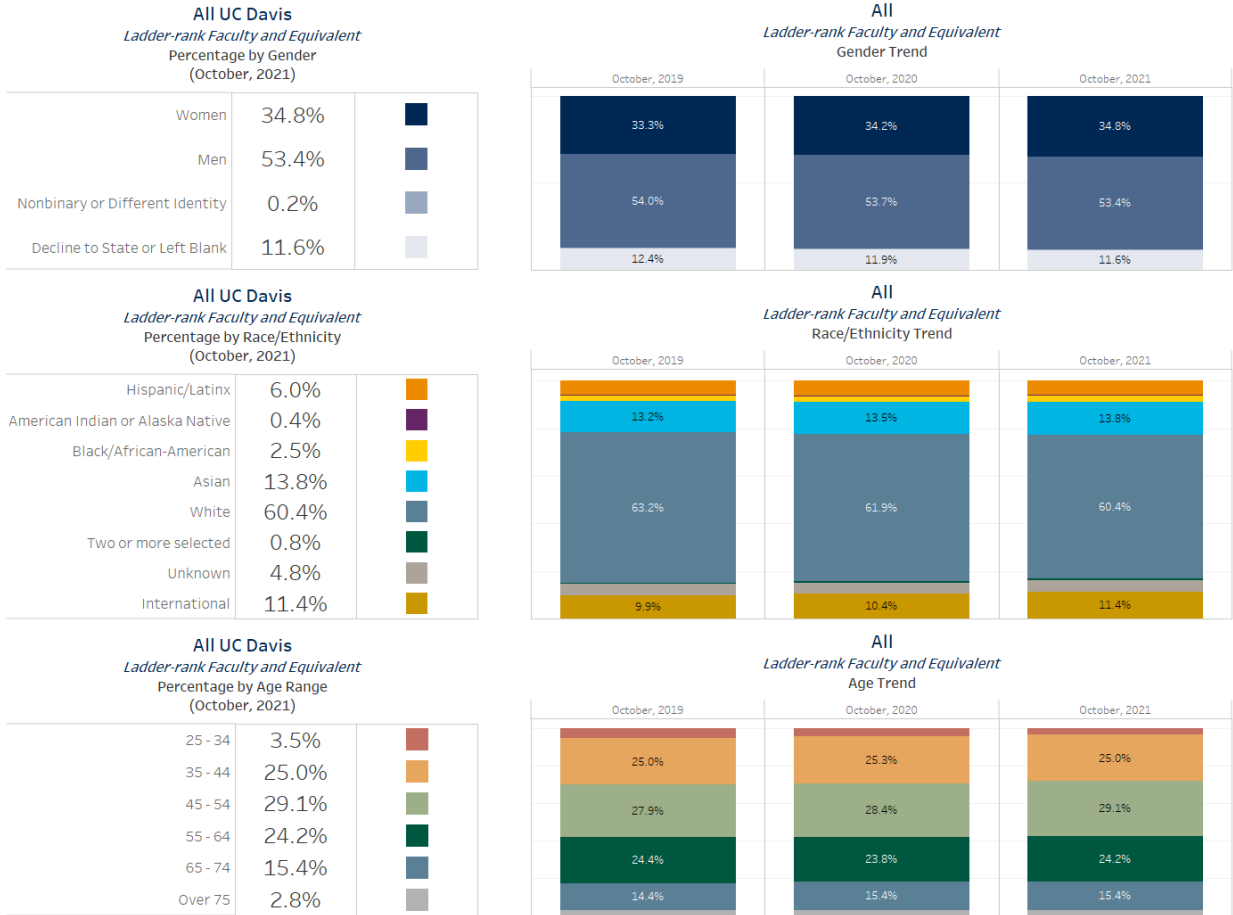 All UC Davis
Ladder-rank Faculty and Equivalent
Percentage by Gender
(October, 2021)
Women 34.8%
Men 53.4%
Nonbinary or Different Identity 0.2%
Decline to State or Left Blank 11.6%
All
Ladder-rank Faculty and Equivalent
Gender Trend
October, 2019 October, 2020 October, 2021
33.3% 34.2% 34.8%
54.0% 53.7% 53.4%
12.4% 11.9% 11.6%
All UC Davis
Ladder-rank Faculty and Equivalent
Percentage by Race/Ethnicity
(October, 2021)
Hispanic/Latinx 6.0%
American Indian or Alaska Native 0.4%
Black/African-American 2.5%
Asian 13.8%
White 60.4%
Two or more selected 0.8%
Unknown 4.8%
International 11.4%
All
Ladder-rank Faculty and Equivalent
Race/Ethnicity Trend
October, 2019 October, 2020 October, 2021
13.2% 13.5% 13.8%
63.2% 61.9% 60.4%
9.9% 10.4% 11.4%
All UC Davis
Ladder-rank Faculty and Equivalent
Percentage by Age Range
(October, 2021)
25 - 34 3.5%
35 - 44 25.0%
45 - 54 29.1%
55 - 64 24.2%
65 - 74 15.4%
Over 75 2.8%
All
Ladder-rank Faculty and Equivalent
Age Trend
October, 2019 October, 2020 October, 2021
25.0% 25.3% 25.0%
27.9% 28.4% 29.1%
24.4% 23.8% 24.2%
14.4% 15.4% 15.4%